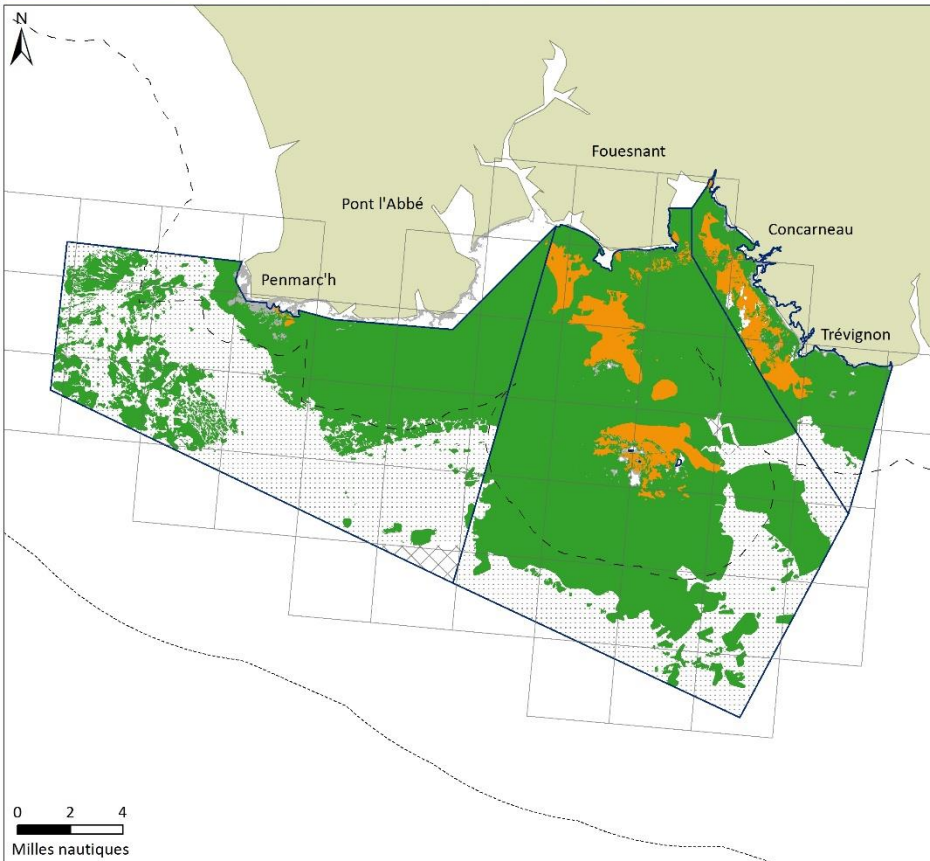 N
Fouesnant
Pont l'Abbé
Concarneau
Penmarc'h
Trévignon
0 2 4
Milles nautiques